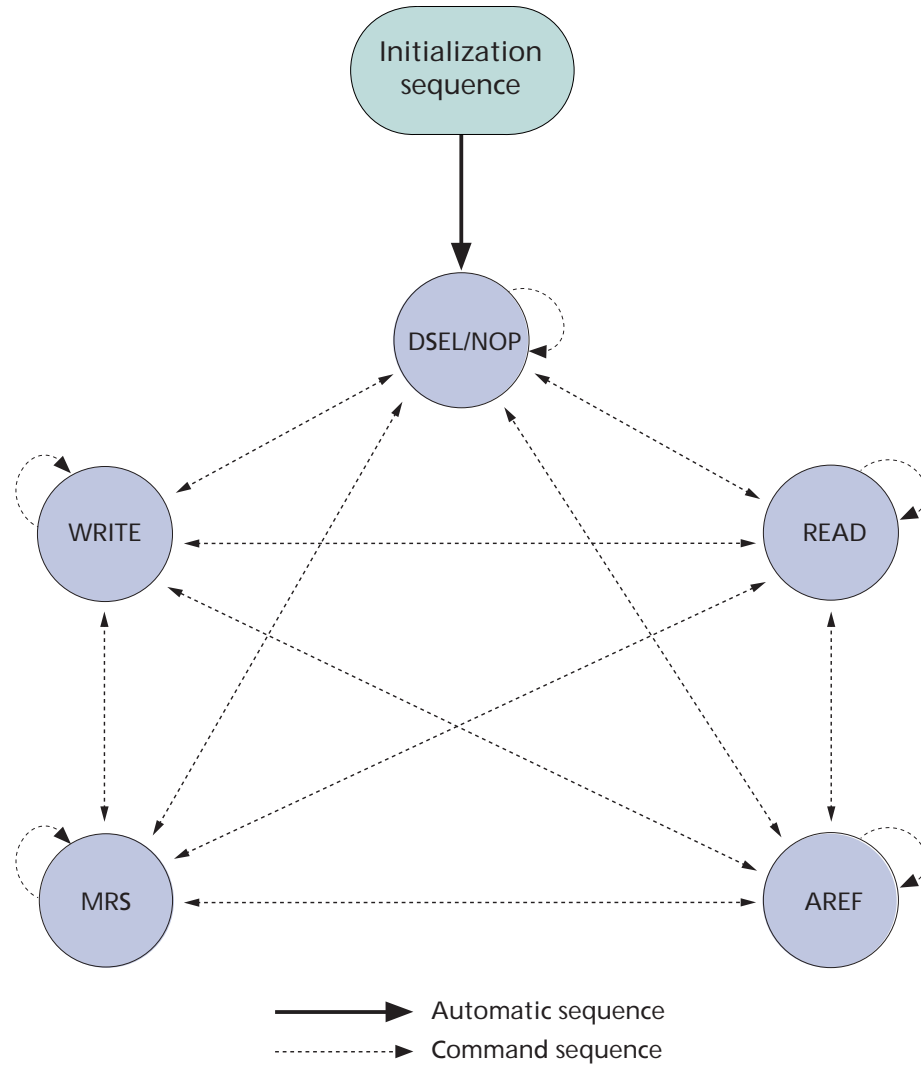 Initialization
sequence
DSEL/NOP
WRITE
READ
MRS
AREF
Automatic sequence
Command sequence